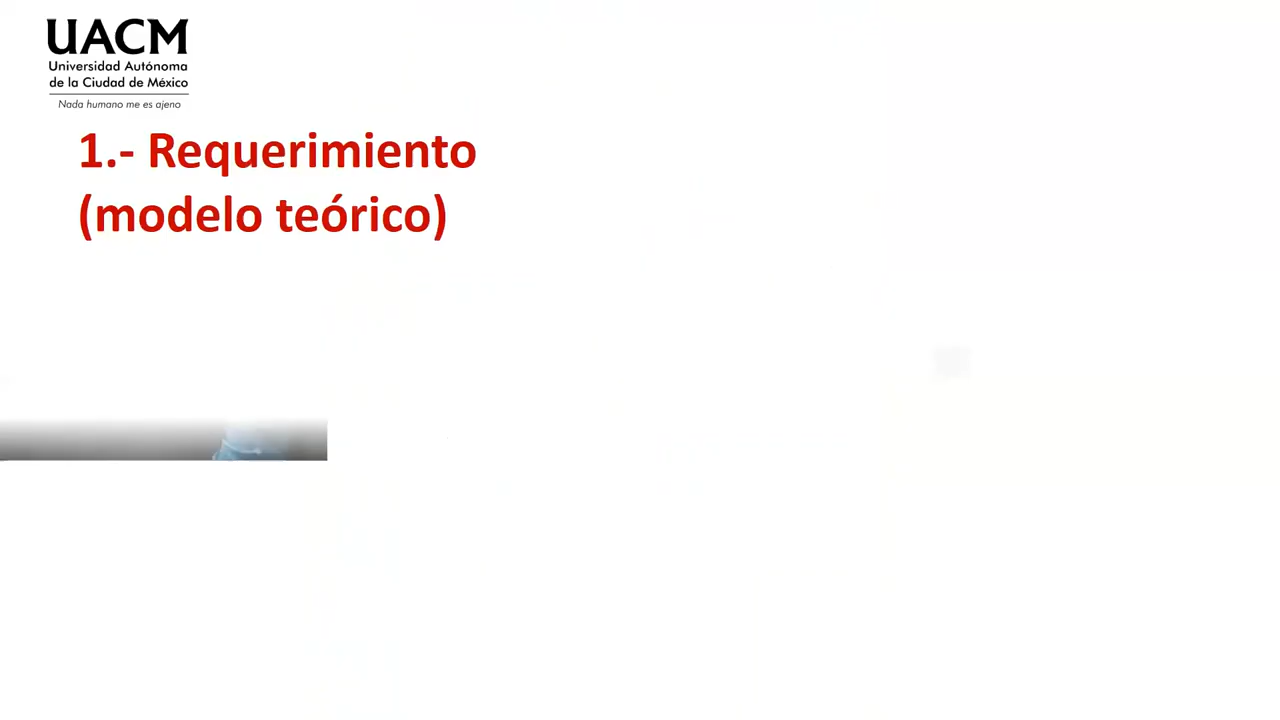 UACM
Universidad Autónoma
de la Ciudad de México
Nada humano me es ajeno
1.- Requerimiento
(modelo teórico)